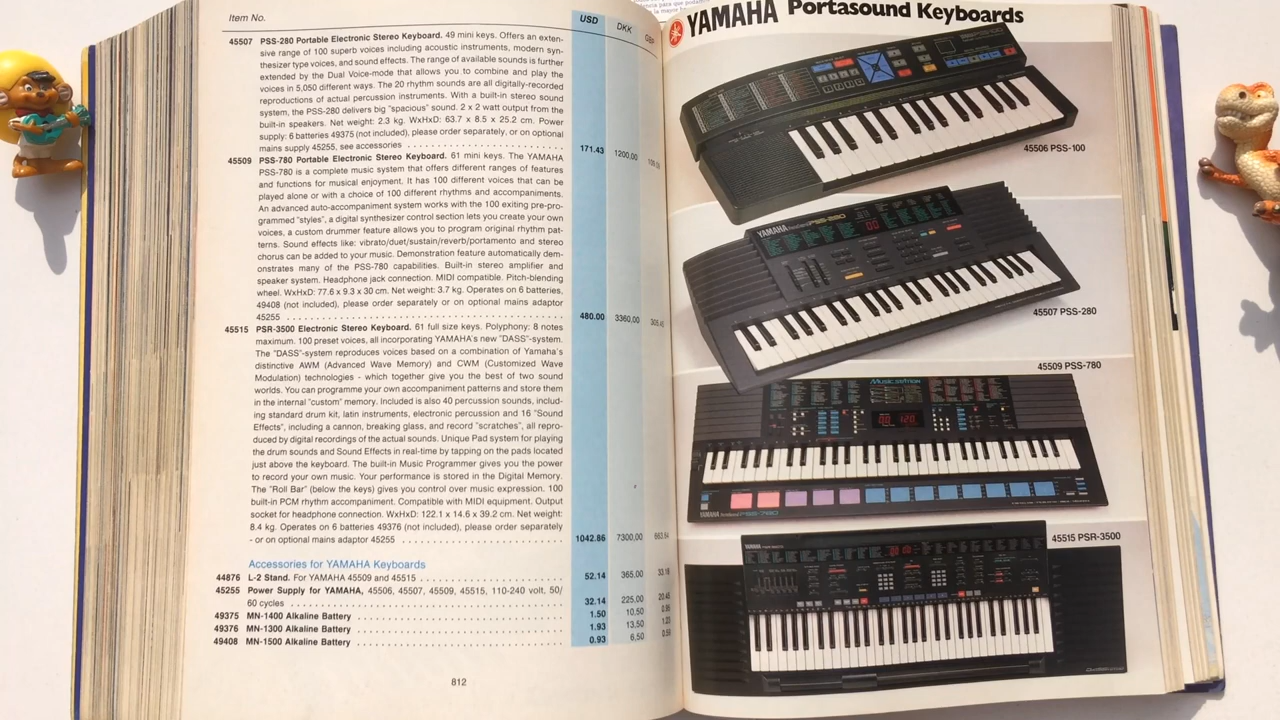 Item No.
USD
DKK
GBP
45507 PSS-280 Portable Electronic Stereo Keyboard. 49 mini keys. Offers an exten-
sive range of 100 superb voices including acoustic instruments, modern syn-
thesizer type voices, and sound effects. The range of available sounds is further
extended by the Dual Voice-mode that allows you to combine and play the
voices in 5,050 different ways. The 20 rhythm sounds are all digitally-recorded
reproductions of actual percussion instruments. With a built-in stereo sound
system, the PSS-280 delivers big "spacious" sound. 2 x 2 watt output from the
built-in speakers. Net weight: 2.3 kg. WxHxD: 63.7 x 8.5 x 25.2 cm. Power
supply: 6 batteries 49375 (not included), please order separately, or on optional
mains supply 45255, see accessories 171.43 1200,00
45509 PSS-780 Portable Electronic Stereo Keyboard. 61 mini keys. The YAMAHA
PSS-780 is a complete music system that offers different ranges of features
and functions for musical enjoyment. It has 100 different voices that can be
played alone or with a choice of 100 different rhythms and accompaniments.
An advanced auto-accompaniment system works with the 100 exiting pre-pro-
grammed "styles", a digital synthesizer control section lets you create your own
voices, a custom drummer feature allows you to program original rhythm pat-
terns. Sound effects like: vibrato/duet/sustain/reverb/portamento and stereo
chorus can be added to your music. Demonstration feature automatically dem-
onstrates many of the PSS-780 capabilities. Built-in stereo amplifier and
speaker system. Headphone jack connection. MIDI compatible. Pitch-blending
wheel. WxHxD: 77.6 x 9.3 x 30 cm. Net weight: 3.7 kg. Operates on 6 batteries,
49408 (not included), please order separately or on optional mains adaptor
45255 480.00 3360,00
45515 PSR-3500 Electronic Stereo Keyboard. 61 full size keys. Polyphony: 8 notes
maximum. 100 preset voices, all incorporating YAMAHA's new "DASS"-system.
The "DASS"-system reproduces voices based on a combination of Yamaha's
distinctive AWM (Advanced Wave Memory) and CWM (Customized Wave
Modulation) technologies - which together give you the best of two sound
worlds. You can programme your own accompaniment patterns and store them
in the internal "custom" memory. Included is also 40 percussion sounds, includ-
ing standard drum kit, latin instruments, electronic percussion and 16 "Sound
Effects", including a cannon, breaking glass, and record "scratches", all repro-
duced by digital recordings of the actual sounds. Unique Pad system for playing
the drum sounds and Sound Effects in real-time by tapping on the pads located
just above the keyboard. The built-in Music Programmer gives you the power
to record your own music. Your performance is stored in the Digital Memory.
The "Roll Bar" (below the keys) gives you control over music expression. 100
built-in PCM rhythm accompaniment. Compatible with MIDI equipment. Output
socket for headphone connection. WxHxD: 122.1 x 14.6 x 39.2 cm. Net weight:
8.4 kg. Operates on 6 batteries 49376 (not included), please order separately
- or on optional mains adaptor 45255 1042.86 7300,00 663.64
Accessories for YAMAHA Keyboards
44876 L-2 Stand. For YAMAHA 45509 and 45515 52.14 365,00 33.18
45255 Power Supply for YAMAHA, 45506, 45507, 45509, 45515, 110-240 volt, 50/
60 cycles 32.14 225,00 20.45
49375 MN-1400 Alkaline Battery 1.50 10,50 0.95
49376 MN-1300 Alkaline Battery 1.93 13,50 1.23
49408 MN-1500 Alkaline Battery 0.93 6,50 0.59
812
YAMAHA Portasound Keyboards
45506 PSS-100
YAMAHA PSS-280
45507 PSS-280
45509 PSS-780
Music Station
YAMAHA PSS-780
45515 PSR-3500
YAMAHA